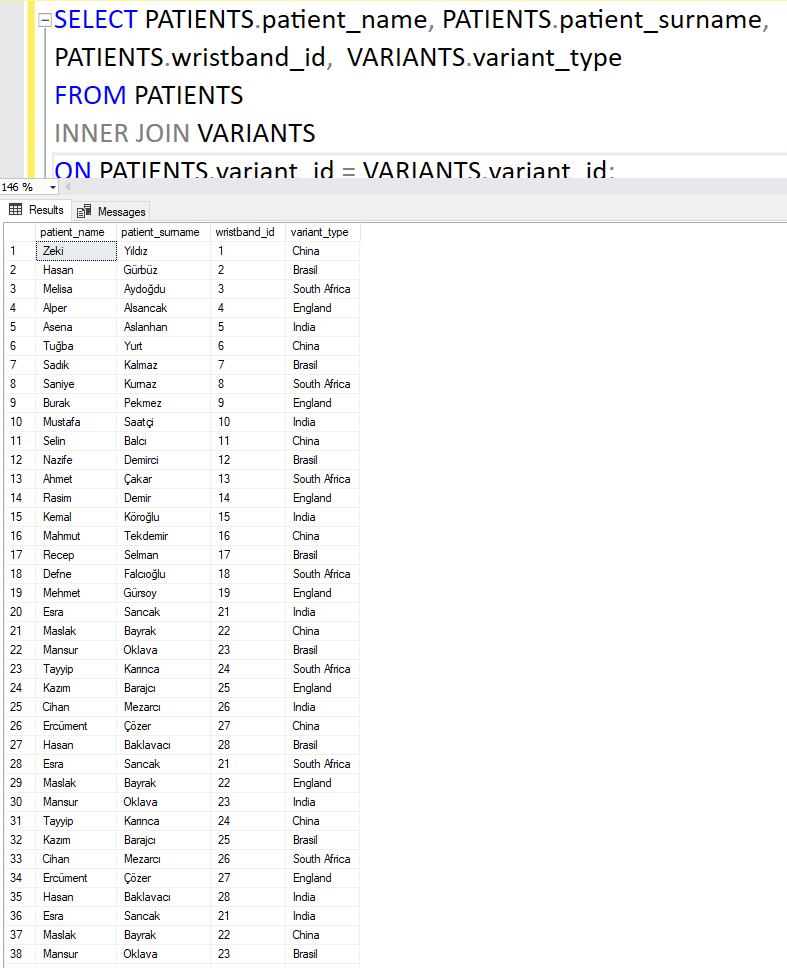 SELECT PATIENTS.patient_name, PATIENTS.patient_surname,
PATIENTS.wristband_id, VARIANTS.variant_type
FROM PATIENTS
INNER JOIN VARIANTS
ON PATIENTS.variant_id = VARIANTS.variant_id;
146 %
Results Messages
patient_name patient_surname wristband_id variant_type
1 Zeki Yıldız 1 China
2 Hasan Gürbüz 2 Brasil
3 Melisa Aydoğdu 3 South Africa
4 Alper Alsancak 4 England
5 Asena Aslanhan 5 India
6 Tuğba Yurt 6 China
7 Sadık Kalmaz 7 Brasil
8 Saniye Kurnaz 8 South Africa
9 Burak Pekmez 9 England
10 Mustafa Saatçi 10 India
11 Selin Balcı 11 China
12 Nazife Demirci 12 Brasil
13 Ahmet Çakar 13 South Africa
14 Rasim Demir 14 England
15 Kemal Köroğlu 15 India
16 Mahmut Tekdemir 16 China
17 Recep Selman 17 Brasil
18 Defne Falcıoğlu 18 South Africa
19 Mehmet Gürsoy 19 England
20 Esra Sancak 21 India
21 Maslak Bayrak 22 China
22 Mansur Oklava 23 Brasil
23 Tayyip Karınca 24 South Africa
24 Kazım Barajcı 25 England
25 Cihan Mezarcı 26 India
26 Ercüment Çözer 27 China
27 Hasan Baklavacı 28 Brasil
28 Esra Sancak 21 South Africa
29 Maslak Bayrak 22 England
30 Mansur Oklava 23 India
31 Tayyip Karınca 24 China
32 Kazım Barajcı 25 Brasil
33 Cihan Mezarcı 26 South Africa
34 Ercüment Çözer 27 England
35 Hasan Baklavacı 28 India
36 Esra Sancak 21 India
37 Maslak Bayrak 22 China
38 Mansur Oklava 23 Brasil